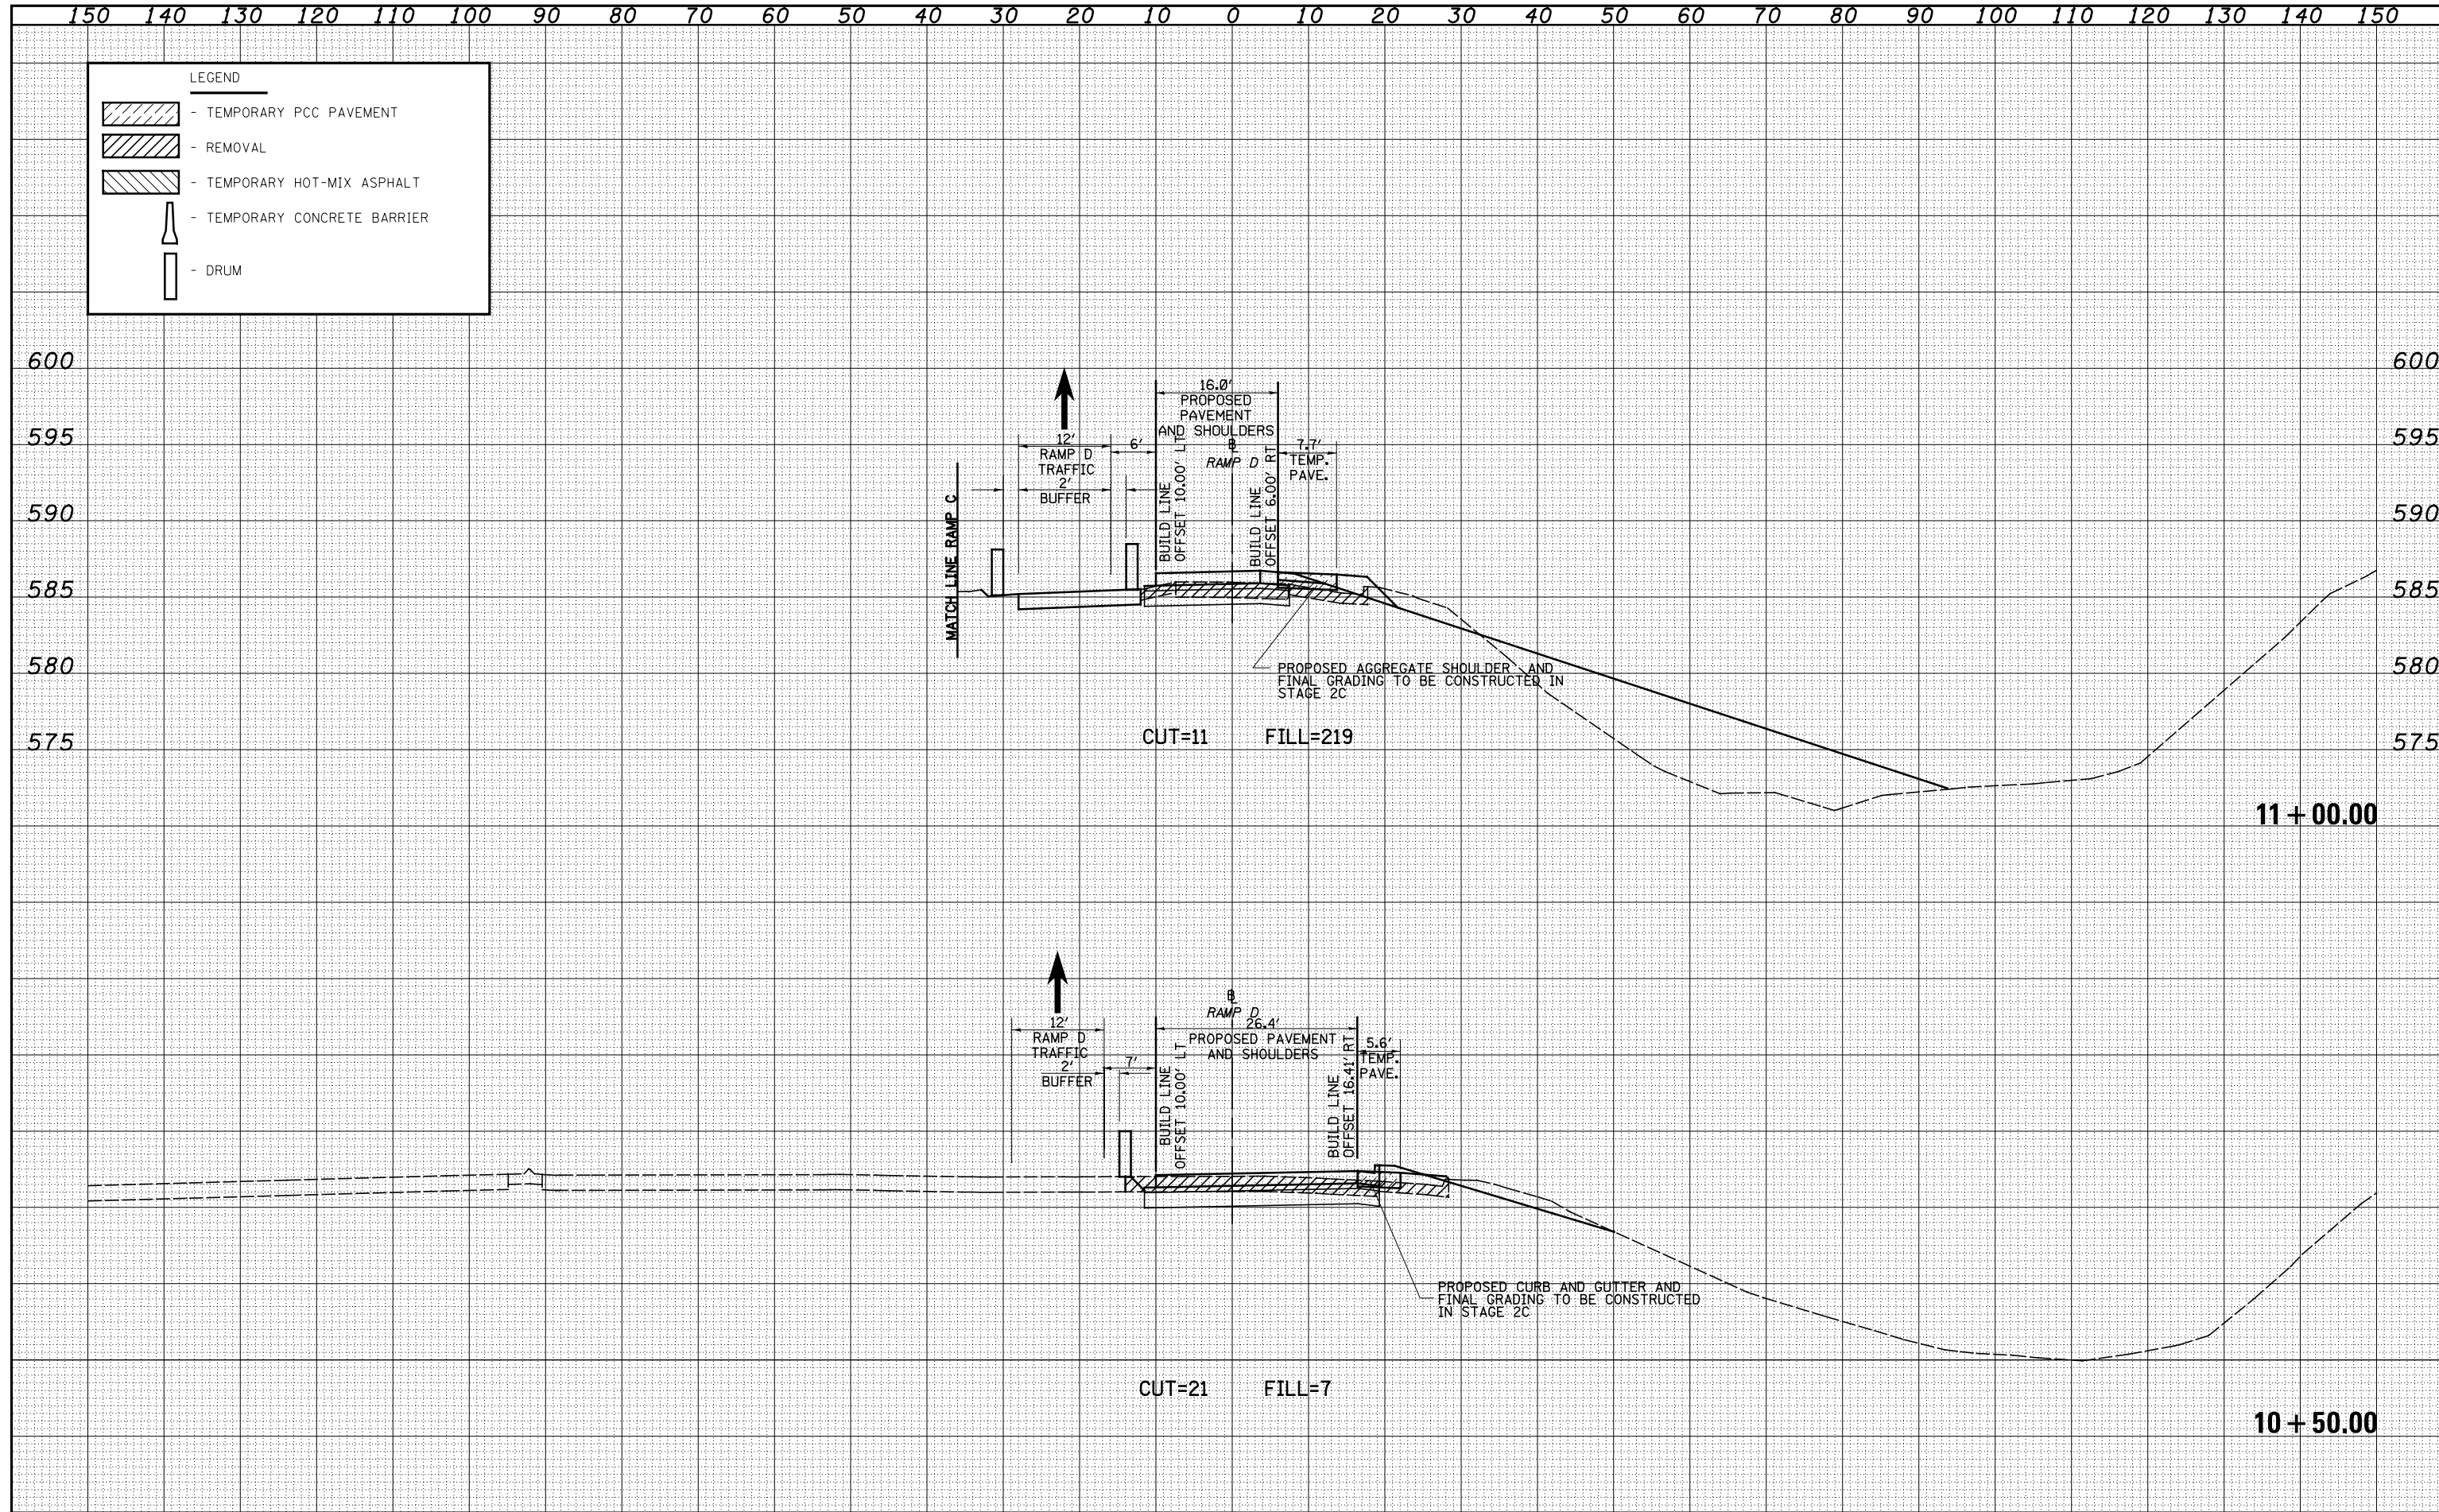 150 140 130 120 110 100 90 80 70 60 50 40 30 20 10 0 10 20 30 40 50 60 70 80 90 100 110 120 130 140 150
LEGEND
- TEMPORARY PCC PAVEMENT
- REMOVAL
- TEMPORARY HOT-MIX ASPHALT
- TEMPORARY CONCRETE BARRIER
- DRUM
600 600
595 595
590 590
585 585
580 580
575 575
16.0'
PROPOSED
PAVEMENT
AND SHOULDERS
12'
RAMP D
TRAFFIC
2'
BUFFER
6'
B
RAMP D
7.7'
TEMP.
PAVE.
MATCH LINE RAMP C
BUILD LINE
OFFSET 10.00' LT
BUILD LINE
OFFSET 6.00' RT
PROPOSED AGGREGATE SHOULDER AND
FINAL GRADING TO BE CONSTRUCTED IN
STAGE 2C
CUT=11 FILL=219
11+00.00
B
RAMP D
26.4'
PROPOSED PAVEMENT
AND SHOULDERS
12'
RAMP D
TRAFFIC
2'
BUFFER
7'
5.6'
TEMP.
PAVE.
BUILD LINE
OFFSET 10.00' LT
BUILD LINE
OFFSET 16.41' RT
PROPOSED CURB AND GUTTER AND
FINAL GRADING TO BE CONSTRUCTED
IN STAGE 2C
CUT=21 FILL=7
10+50.00